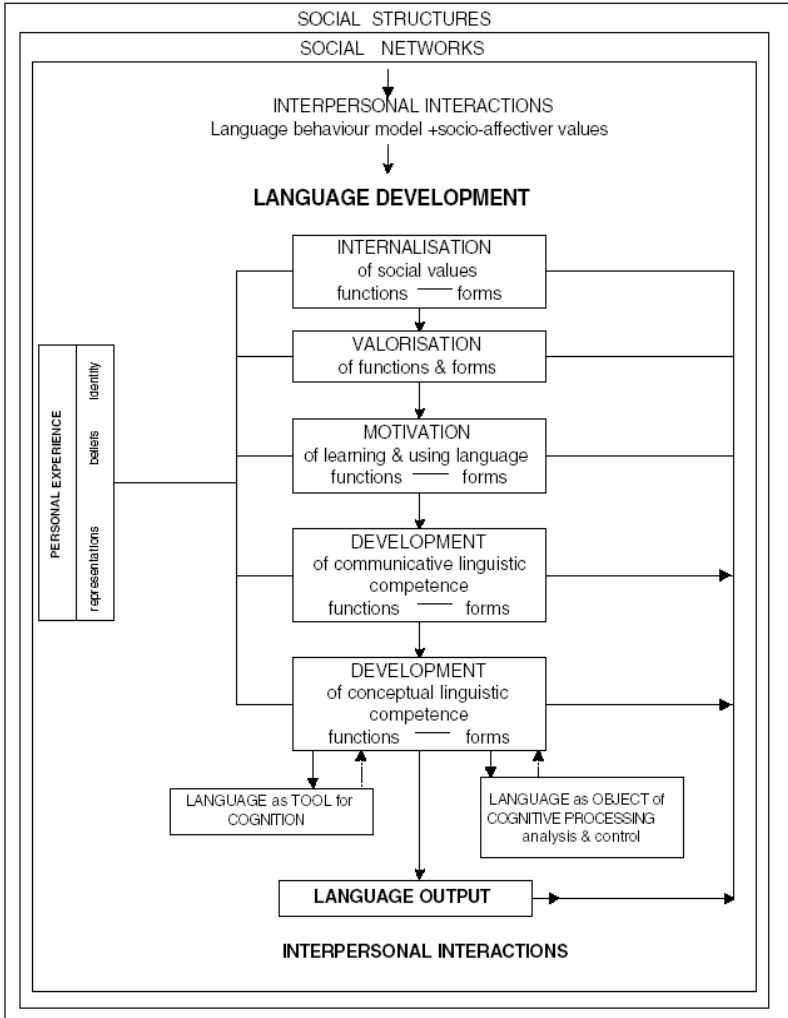 SOCIAL STRUCTURES
SOCIAL NETWORKS
INTERPERSONAL INTERACTIONS
Language behaviour model +socio-affectiver values
LANGUAGE DEVELOPMENT
INTERNALISATION
of social values
functions forms
VALORISATION
of functions & forms
MOTIVATION
of learning & using language
functions forms
DEVELOPMENT
of communicative linguistic
competence
functions forms
DEVELOPMENT
of conceptual linguistic
competence
functions forms
PERSONAL EXPERIENCE
representations beliefs Identity
LANGUAGE as TOOL for
COGNITION
LANGUAGE as OBJECT of
COGNITIVE PROCESSING
analysis & control
LANGUAGE OUTPUT
INTERPERSONAL INTERACTIONS